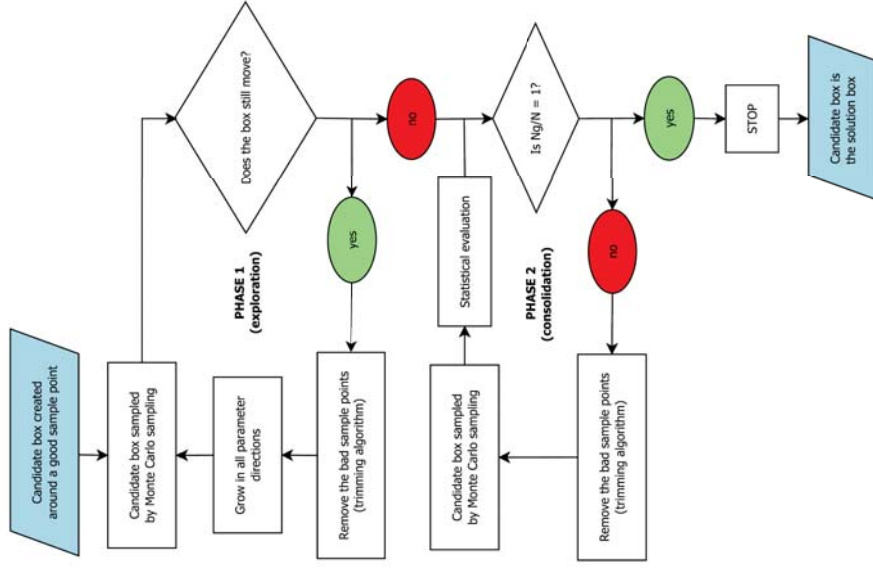 Candidate box created
around a good sample point
Candidate box sampled
by Monte Carlo sampling
Does the box still move?
Grow in all parameter
directions
PHASE 1
(exploration)
yes
no
Remove the bad sample points
(trimming algorithm)
Candidate box sampled
by Monte Carlo sampling
Statistical evaluation
Is Ng/N = 1?
PHASE 2
(consolidation)
no
yes
Remove the bad sample points
(trimming algorithm)
STOP
Candidate box is
the solution box